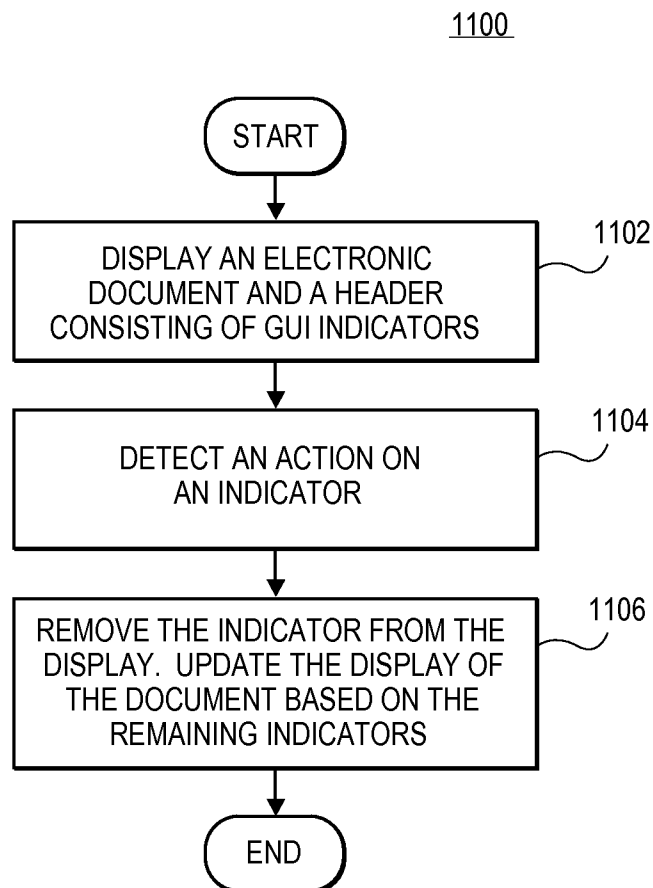 1100
START
DISPLAY AN ELECTRONIC
DOCUMENT AND A HEADER
CONSISTING OF GUI INDICATORS
1102
DETECT AN ACTION ON
AN INDICATOR
1104
REMOVE THE INDICATOR FROM THE
DISPLAY. UPDATE THE DISPLAY OF
THE DOCUMENT BASED ON THE
REMAINING INDICATORS
1106
END